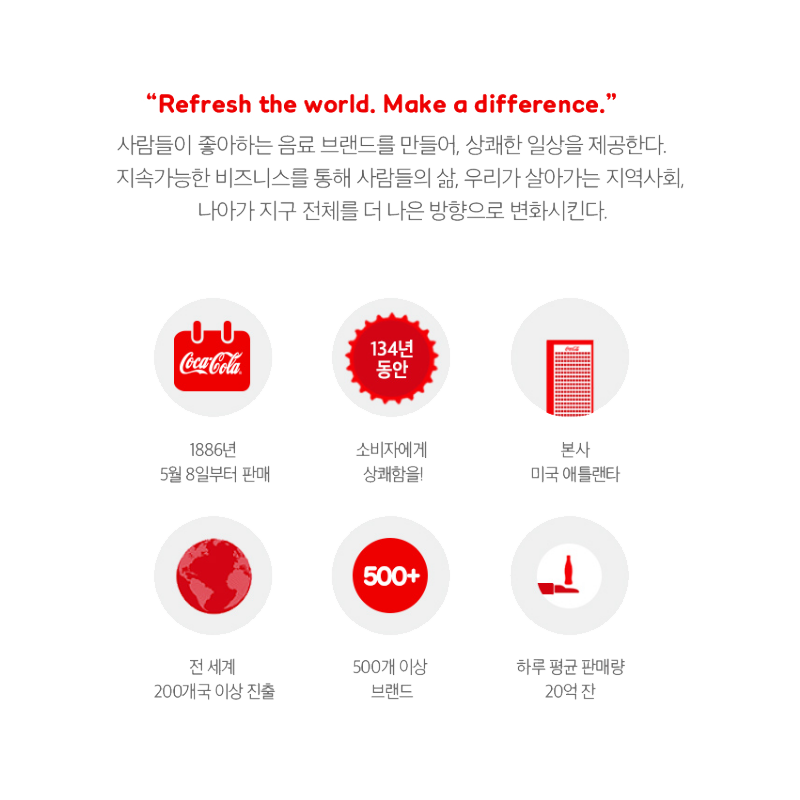 “Refresh the world. Make a difference.”
사람들이 좋아하는 음료 브랜드를 만들어, 상쾌한 일상을 제공한다.
지속가능한 비즈니스를 통해 사람들의 삶, 우리가 살아가는 지역사회,
나아가 지구 전체를 더 나은 방향으로 변화시킨다.
Coca-Cola
134년
동안
Coca-Cola
1886년
5월 8일부터 판매
소비자에게
상쾌함을!
본사
미국 애틀랜타
500+
전 세계
200개국 이상 진출
500개 이상
브랜드
하루 평균 판매량
20억 잔